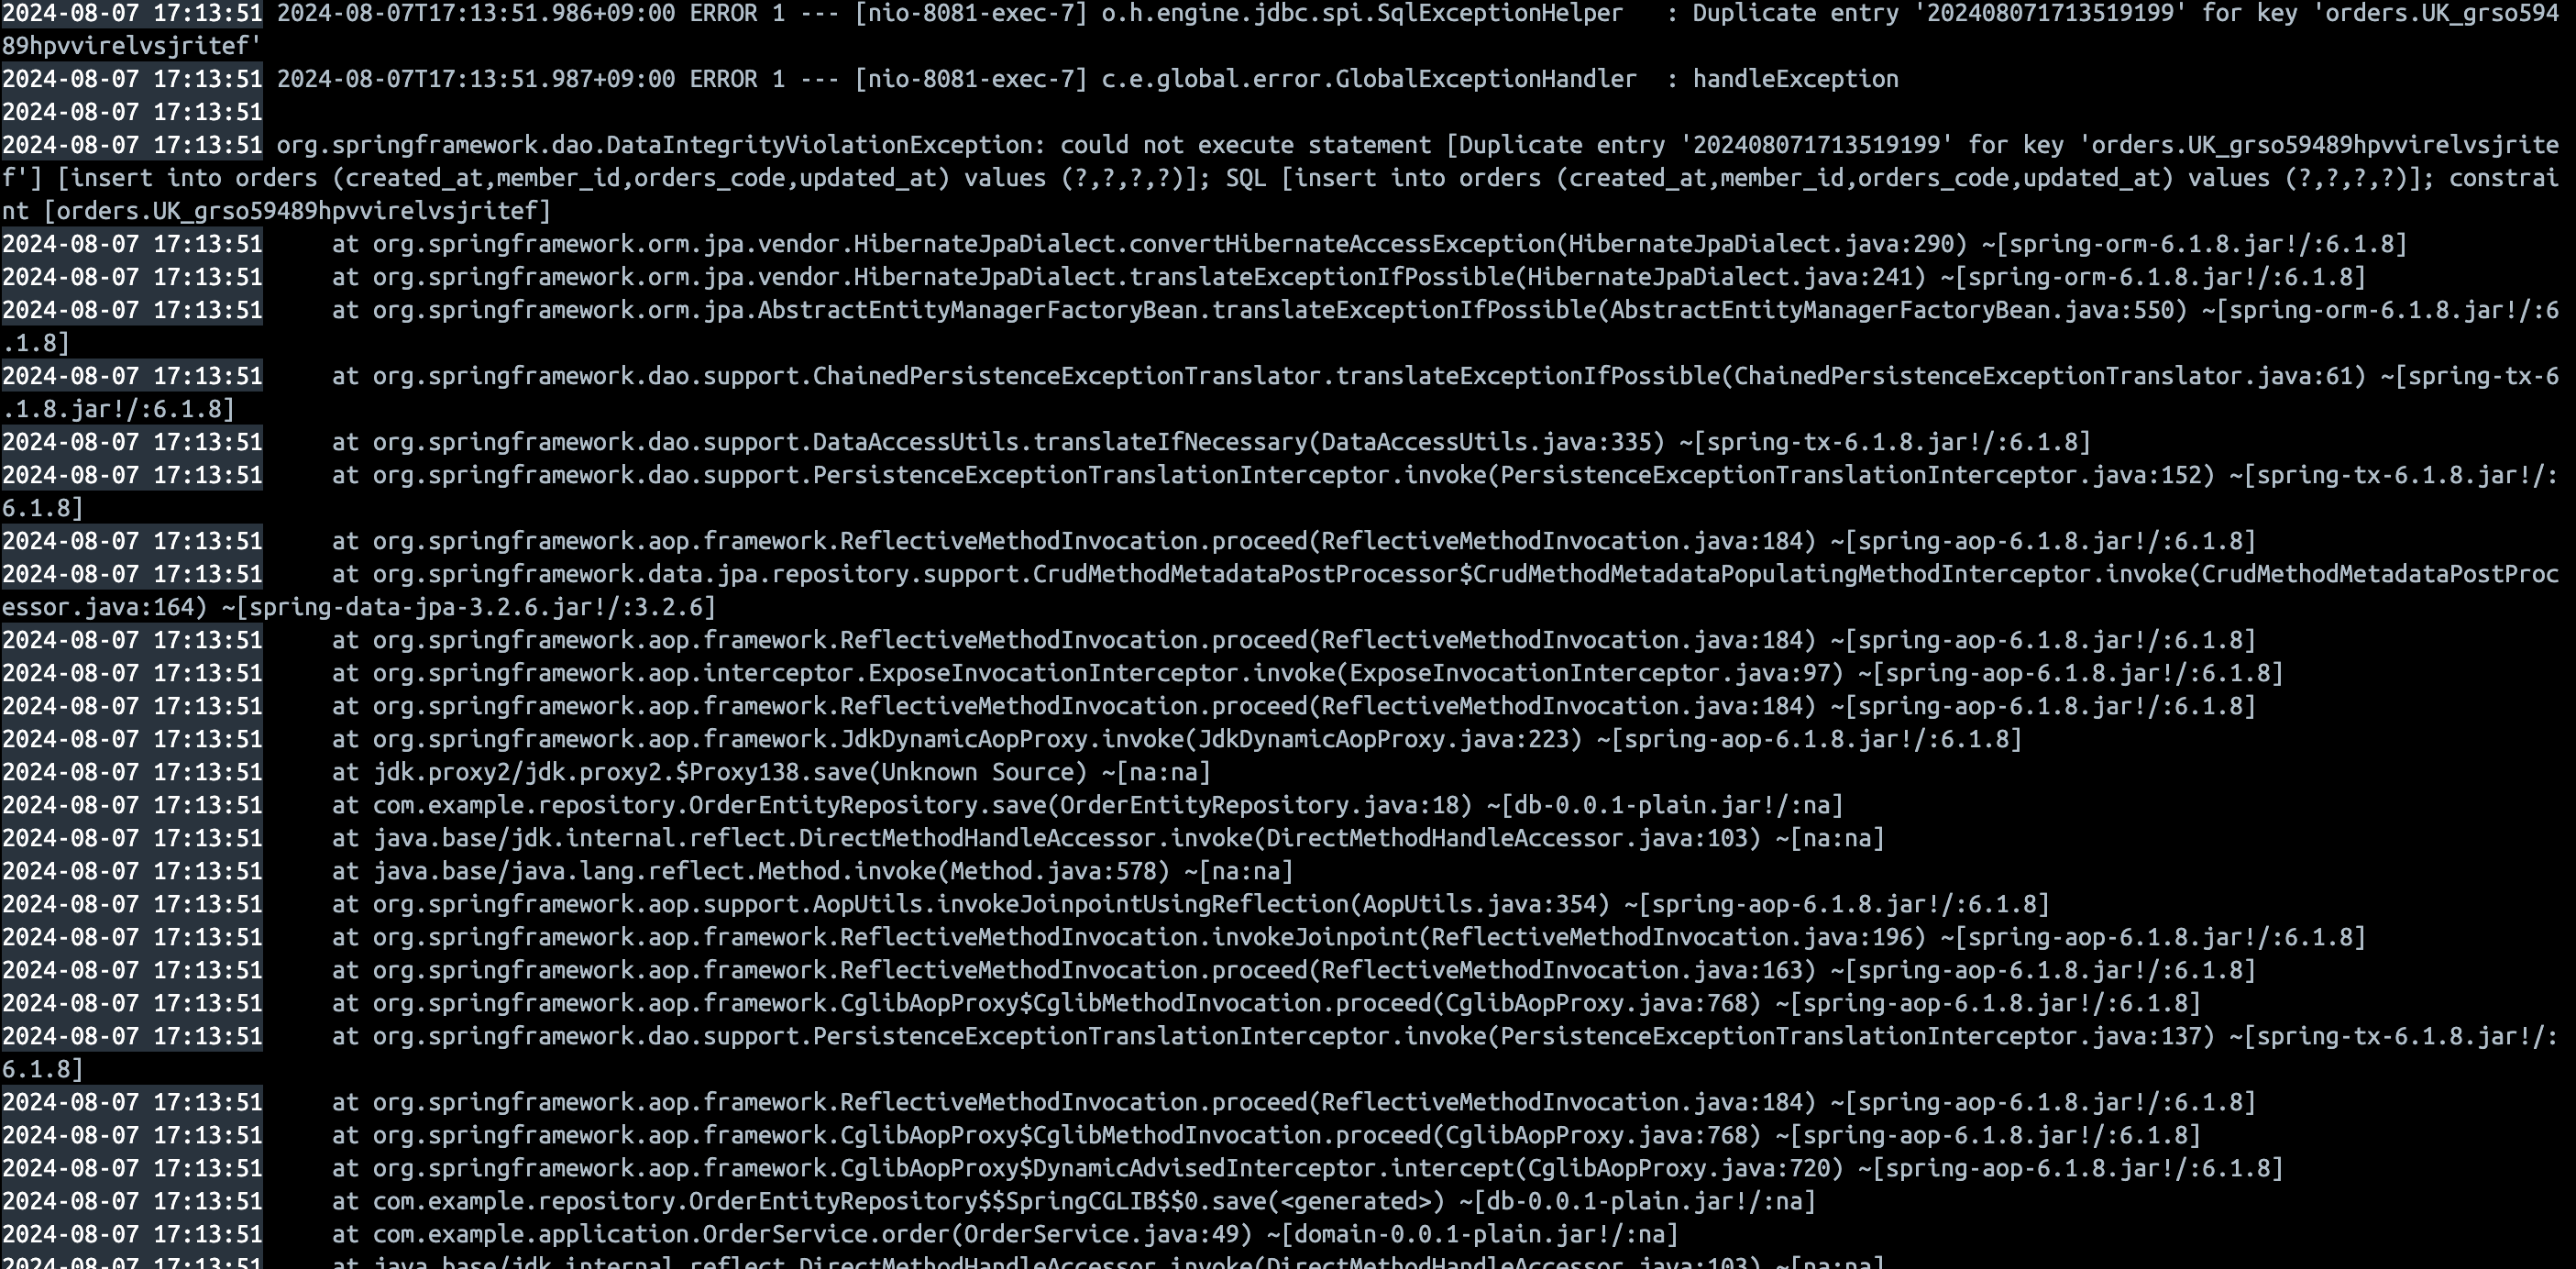 2024-08-07 17:13:51 2024-08-07T17:13:51.986+09:00 ERROR 1 --- [nio-8081-exec-7] o.h.engine.jdbc.spi.SqlExceptionHelper   : Duplicate entry '202408071713519199' for key 'orders.UK_grso594
89hpvvirelvsjritef'
2024-08-07 17:13:51 2024-08-07T17:13:51.987+09:00 ERROR 1 --- [nio-8081-exec-7] c.e.global.error.GlobalExceptionHandler  : handleException
2024-08-07 17:13:51
2024-08-07 17:13:51 org.springframework.dao.DataIntegrityViolationException: could not execute statement [Duplicate entry '202408071713519199' for key 'orders.UK_grso59489hpvvirelvsjrite
f'] [insert into orders (created_at,member_id,orders_code,updated_at) values (?,?,?,?)]; SQL [insert into orders (created_at,member_id,orders_code,updated_at) values (?,?,?,?)]; constrai
nt [orders.UK_grso59489hpvvirelvsjritef]
2024-08-07 17:13:51     at org.springframework.orm.jpa.vendor.HibernateJpaDialect.convertHibernateAccessException(HibernateJpaDialect.java:290) ~[spring-orm-6.1.8.jar!/:6.1.8]
2024-08-07 17:13:51     at org.springframework.orm.jpa.vendor.HibernateJpaDialect.translateExceptionIfPossible(HibernateJpaDialect.java:241) ~[spring-orm-6.1.8.jar!/:6.1.8]
2024-08-07 17:13:51     at org.springframework.orm.jpa.AbstractEntityManagerFactoryBean.translateExceptionIfPossible(AbstractEntityManagerFactoryBean.java:550) ~[spring-orm-6.1.8.jar!/:6
.1.8]
2024-08-07 17:13:51     at org.springframework.dao.support.ChainedPersistenceExceptionTranslator.translateExceptionIfPossible(ChainedPersistenceExceptionTranslator.java:61) ~[spring-tx-6
.1.8.jar!/:6.1.8]
2024-08-07 17:13:51     at org.springframework.dao.support.DataAccessUtils.translateIfNecessary(DataAccessUtils.java:335) ~[spring-tx-6.1.8.jar!/:6.1.8]
2024-08-07 17:13:51     at org.springframework.dao.support.PersistenceExceptionTranslationInterceptor.invoke(PersistenceExceptionTranslationInterceptor.java:152) ~[spring-tx-6.1.8.jar!/:
6.1.8]
2024-08-07 17:13:51     at org.springframework.aop.framework.ReflectiveMethodInvocation.proceed(ReflectiveMethodInvocation.java:184) ~[spring-aop-6.1.8.jar!/:6.1.8]
2024-08-07 17:13:51     at org.springframework.data.jpa.repository.support.CrudMethodMetadataPostProcessor$CrudMethodMetadataPopulatingMethodInterceptor.invoke(CrudMethodMetadataPostProc
essor.java:164) ~[spring-data-jpa-3.2.6.jar!/:3.2.6]
2024-08-07 17:13:51     at org.springframework.aop.framework.ReflectiveMethodInvocation.proceed(ReflectiveMethodInvocation.java:184) ~[spring-aop-6.1.8.jar!/:6.1.8]
2024-08-07 17:13:51     at org.springframework.aop.interceptor.ExposeInvocationInterceptor.invoke(ExposeInvocationInterceptor.java:97) ~[spring-aop-6.1.8.jar!/:6.1.8]
2024-08-07 17:13:51     at org.springframework.aop.framework.ReflectiveMethodInvocation.proceed(ReflectiveMethodInvocation.java:184) ~[spring-aop-6.1.8.jar!/:6.1.8]
2024-08-07 17:13:51     at org.springframework.aop.framework.JdkDynamicAopProxy.invoke(JdkDynamicAopProxy.java:223) ~[spring-aop-6.1.8.jar!/:6.1.8]
2024-08-07 17:13:51     at jdk.proxy2/jdk.proxy2.$Proxy138.save(Unknown Source) ~[na:na]
2024-08-07 17:13:51     at com.example.repository.OrderEntityRepository.save(OrderEntityRepository.java:18) ~[db-0.0.1-plain.jar!/:na]
2024-08-07 17:13:51     at java.base/jdk.internal.reflect.DirectMethodHandleAccessor.invoke(DirectMethodHandleAccessor.java:103) ~[na:na]
2024-08-07 17:13:51     at java.base/java.lang.reflect.Method.invoke(Method.java:578) ~[na:na]
2024-08-07 17:13:51     at org.springframework.aop.support.AopUtils.invokeJoinpointUsingReflection(AopUtils.java:354) ~[spring-aop-6.1.8.jar!/:6.1.8]
2024-08-07 17:13:51     at org.springframework.aop.framework.ReflectiveMethodInvocation.invokeJoinpoint(ReflectiveMethodInvocation.java:196) ~[spring-aop-6.1.8.jar!/:6.1.8]
2024-08-07 17:13:51     at org.springframework.aop.framework.ReflectiveMethodInvocation.proceed(ReflectiveMethodInvocation.java:163) ~[spring-aop-6.1.8.jar!/:6.1.8]
2024-08-07 17:13:51     at org.springframework.aop.framework.CglibAopProxy$CglibMethodInvocation.proceed(CglibAopProxy.java:768) ~[spring-aop-6.1.8.jar!/:6.1.8]
2024-08-07 17:13:51     at org.springframework.dao.support.PersistenceExceptionTranslationInterceptor.invoke(PersistenceExceptionTranslationInterceptor.java:137) ~[spring-tx-6.1.8.jar!/:
6.1.8]
2024-08-07 17:13:51     at org.springframework.aop.framework.ReflectiveMethodInvocation.proceed(ReflectiveMethodInvocation.java:184) ~[spring-aop-6.1.8.jar!/:6.1.8]
2024-08-07 17:13:51     at org.springframework.aop.framework.CglibAopProxy$CglibMethodInvocation.proceed(CglibAopProxy.java:768) ~[spring-aop-6.1.8.jar!/:6.1.8]
2024-08-07 17:13:51     at org.springframework.aop.framework.CglibAopProxy$DynamicAdvisedInterceptor.intercept(CglibAopProxy.java:720) ~[spring-aop-6.1.8.jar!/:6.1.8]
2024-08-07 17:13:51     at com.example.repository.OrderEntityRepository$$SpringCGLIB$$0.save(<generated>) ~[db-0.0.1-plain.jar!/:na]
2024-08-07 17:13:51     at com.example.application.OrderService.order(OrderService.java:49) ~[domain-0.0.1-plain.jar!/:na]
2024-08-07 17:13:51     at java.base/jdk.internal.reflect.DirectMethodHandleAccessor.invoke(DirectMethodHandleAccessor.java:103) ~[na:na]